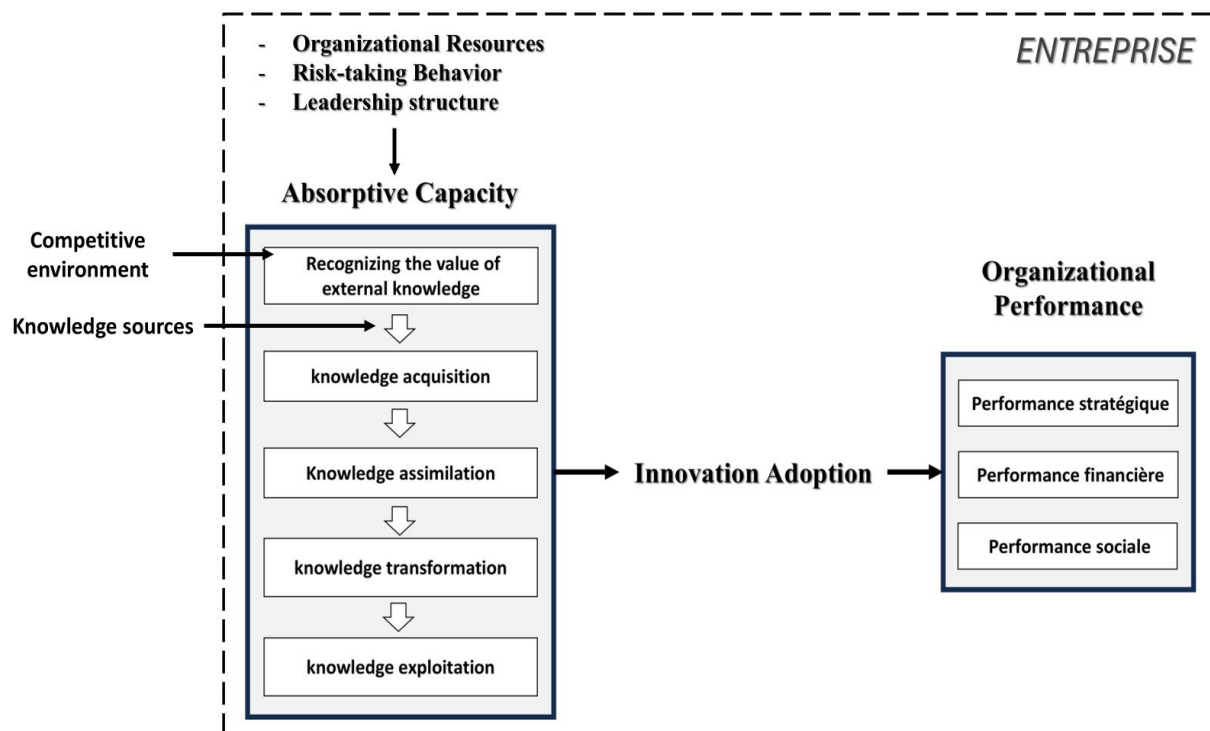 - Organizational Resources
- Risk-taking Behavior
- Leadership structure
ENTREPRISE
Absorptive Capacity
Competitive
environment
Recognizing the value of
external knowledge
Knowledge sources
knowledge acquisition
Knowledge assimilation
knowledge transformation
knowledge exploitation
Innovation Adoption
Organizational
Performance
Performance stratégique
Performance financière
Performance sociale